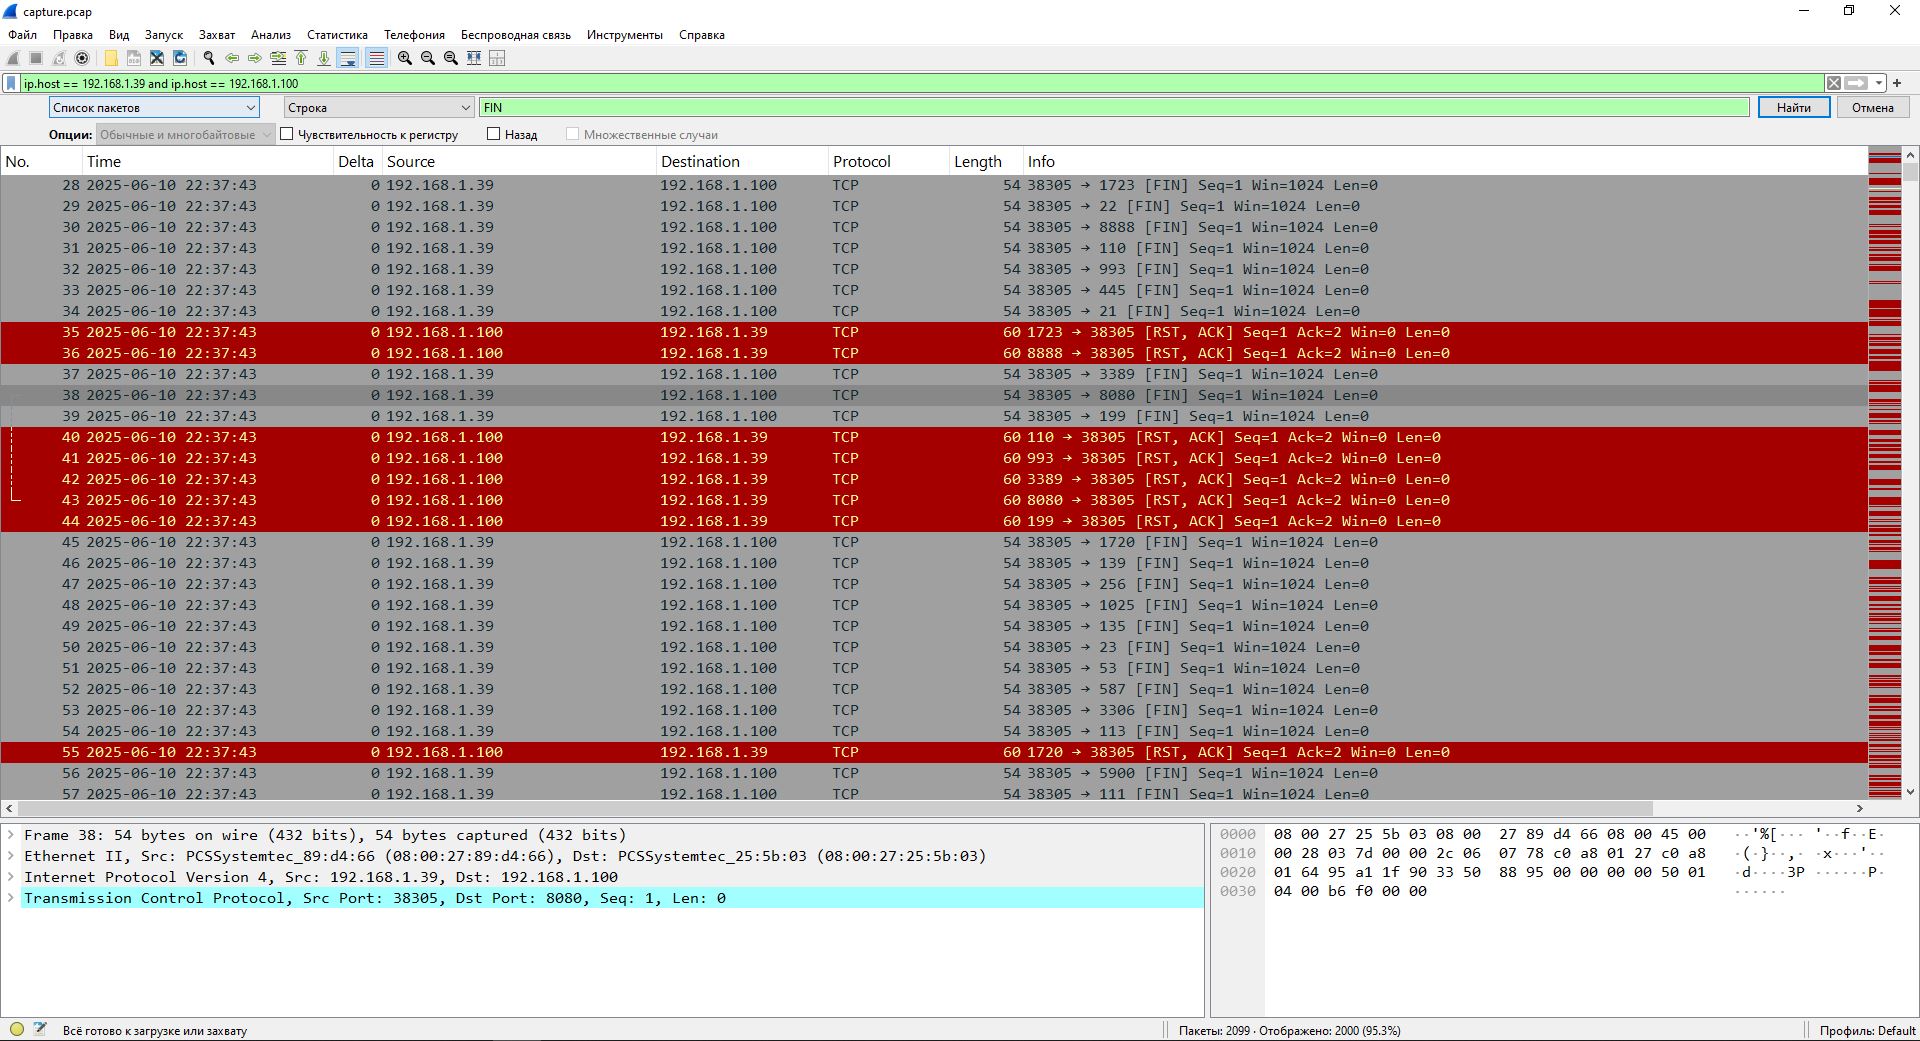 capture.pcap
Файл Правка Вид Запуск Захват Анализ Статистика Телефония Беспроводная связь Инструменты Справка
ip.host == 192.168.1.39 and ip.host == 192.168.1.100
Список пакетов Строка FIN Найти Отмена
Опции: Обычные и многобайтовые Чувствительность к регистру Назад Множественные случаи
No. Time Delta Source Destination Protocol Length Info
28 2025-06-10 22:37:43 0 192.168.1.39 192.168.1.100 TCP 54 38305 → 1723 [FIN] Seq=1 Win=1024 Len=0
29 2025-06-10 22:37:43 0 192.168.1.39 192.168.1.100 TCP 54 38305 → 22 [FIN] Seq=1 Win=1024 Len=0
30 2025-06-10 22:37:43 0 192.168.1.39 192.168.1.100 TCP 54 38305 → 8888 [FIN] Seq=1 Win=1024 Len=0
31 2025-06-10 22:37:43 0 192.168.1.39 192.168.1.100 TCP 54 38305 → 110 [FIN] Seq=1 Win=1024 Len=0
32 2025-06-10 22:37:43 0 192.168.1.39 192.168.1.100 TCP 54 38305 → 993 [FIN] Seq=1 Win=1024 Len=0
33 2025-06-10 22:37:43 0 192.168.1.39 192.168.1.100 TCP 54 38305 → 445 [FIN] Seq=1 Win=1024 Len=0
34 2025-06-10 22:37:43 0 192.168.1.39 192.168.1.100 TCP 54 38305 → 21 [FIN] Seq=1 Win=1024 Len=0
35 2025-06-10 22:37:43 0 192.168.1.100 192.168.1.39 TCP 60 1723 → 38305 [RST, ACK] Seq=1 Ack=2 Win=0 Len=0
36 2025-06-10 22:37:43 0 192.168.1.100 192.168.1.39 TCP 60 8888 → 38305 [RST, ACK] Seq=1 Ack=2 Win=0 Len=0
37 2025-06-10 22:37:43 0 192.168.1.39 192.168.1.100 TCP 54 38305 → 3389 [FIN] Seq=1 Win=1024 Len=0
38 2025-06-10 22:37:43 0 192.168.1.39 192.168.1.100 TCP 54 38305 → 8080 [FIN] Seq=1 Win=1024 Len=0
39 2025-06-10 22:37:43 0 192.168.1.39 192.168.1.100 TCP 54 38305 → 199 [FIN] Seq=1 Win=1024 Len=0
40 2025-06-10 22:37:43 0 192.168.1.100 192.168.1.39 TCP 60 110 → 38305 [RST, ACK] Seq=1 Ack=2 Win=0 Len=0
41 2025-06-10 22:37:43 0 192.168.1.100 192.168.1.39 TCP 60 993 → 38305 [RST, ACK] Seq=1 Ack=2 Win=0 Len=0
42 2025-06-10 22:37:43 0 192.168.1.100 192.168.1.39 TCP 60 3389 → 38305 [RST, ACK] Seq=1 Ack=2 Win=0 Len=0
43 2025-06-10 22:37:43 0 192.168.1.100 192.168.1.39 TCP 60 8080 → 38305 [RST, ACK] Seq=1 Ack=2 Win=0 Len=0
44 2025-06-10 22:37:43 0 192.168.1.100 192.168.1.39 TCP 60 199 → 38305 [RST, ACK] Seq=1 Ack=2 Win=0 Len=0
45 2025-06-10 22:37:43 0 192.168.1.39 192.168.1.100 TCP 54 38305 → 1720 [FIN] Seq=1 Win=1024 Len=0
46 2025-06-10 22:37:43 0 192.168.1.39 192.168.1.100 TCP 54 38305 → 139 [FIN] Seq=1 Win=1024 Len=0
47 2025-06-10 22:37:43 0 192.168.1.39 192.168.1.100 TCP 54 38305 → 256 [FIN] Seq=1 Win=1024 Len=0
48 2025-06-10 22:37:43 0 192.168.1.39 192.168.1.100 TCP 54 38305 → 1025 [FIN] Seq=1 Win=1024 Len=0
49 2025-06-10 22:37:43 0 192.168.1.39 192.168.1.100 TCP 54 38305 → 135 [FIN] Seq=1 Win=1024 Len=0
50 2025-06-10 22:37:43 0 192.168.1.39 192.168.1.100 TCP 54 38305 → 23 [FIN] Seq=1 Win=1024 Len=0
51 2025-06-10 22:37:43 0 192.168.1.39 192.168.1.100 TCP 54 38305 → 53 [FIN] Seq=1 Win=1024 Len=0
52 2025-06-10 22:37:43 0 192.168.1.39 192.168.1.100 TCP 54 38305 → 587 [FIN] Seq=1 Win=1024 Len=0
53 2025-06-10 22:37:43 0 192.168.1.39 192.168.1.100 TCP 54 38305 → 3306 [FIN] Seq=1 Win=1024 Len=0
54 2025-06-10 22:37:43 0 192.168.1.39 192.168.1.100 TCP 54 38305 → 113 [FIN] Seq=1 Win=1024 Len=0
55 2025-06-10 22:37:43 0 192.168.1.100 192.168.1.39 TCP 60 1720 → 38305 [RST, ACK] Seq=1 Ack=2 Win=0 Len=0
56 2025-06-10 22:37:43 0 192.168.1.39 192.168.1.100 TCP 54 38305 → 5900 [FIN] Seq=1 Win=1024 Len=0
57 2025-06-10 22:37:43 0 192.168.1.39 192.168.1.100 TCP 54 38305 → 111 [FIN] Seq=1 Win=1024 Len=0
Frame 38: 54 bytes on wire (432 bits), 54 bytes captured (432 bits)
Ethernet II, Src: PCSSystemtec_89:d4:66 (08:00:27:89:d4:66), Dst: PCSSystemtec_25:5b:03 (08:00:27:25:5b:03)
Internet Protocol Version 4, Src: 192.168.1.39, Dst: 192.168.1.100
Transmission Control Protocol, Src Port: 38305, Dst Port: 8080, Seq: 1, Len: 0
0000 08 00 27 25 5b 03 08 00 27 89 d4 66 08 00 45 00 ··'%[··· '··f··E·
0010 00 28 03 7d 00 00 2c 06 07 78 c0 a8 01 27 c0 a8 ·(·}··,· ·x···'··
0020 01 64 95 a1 1f 90 33 50 88 95 00 00 00 00 50 01 ·d····3P ······P·
0030 04 00 b6 f0 00 00 ······
Всё готово к загрузке или захвату
Пакеты: 2099 · Отображено: 2000 (95.3%)
Профиль: Default